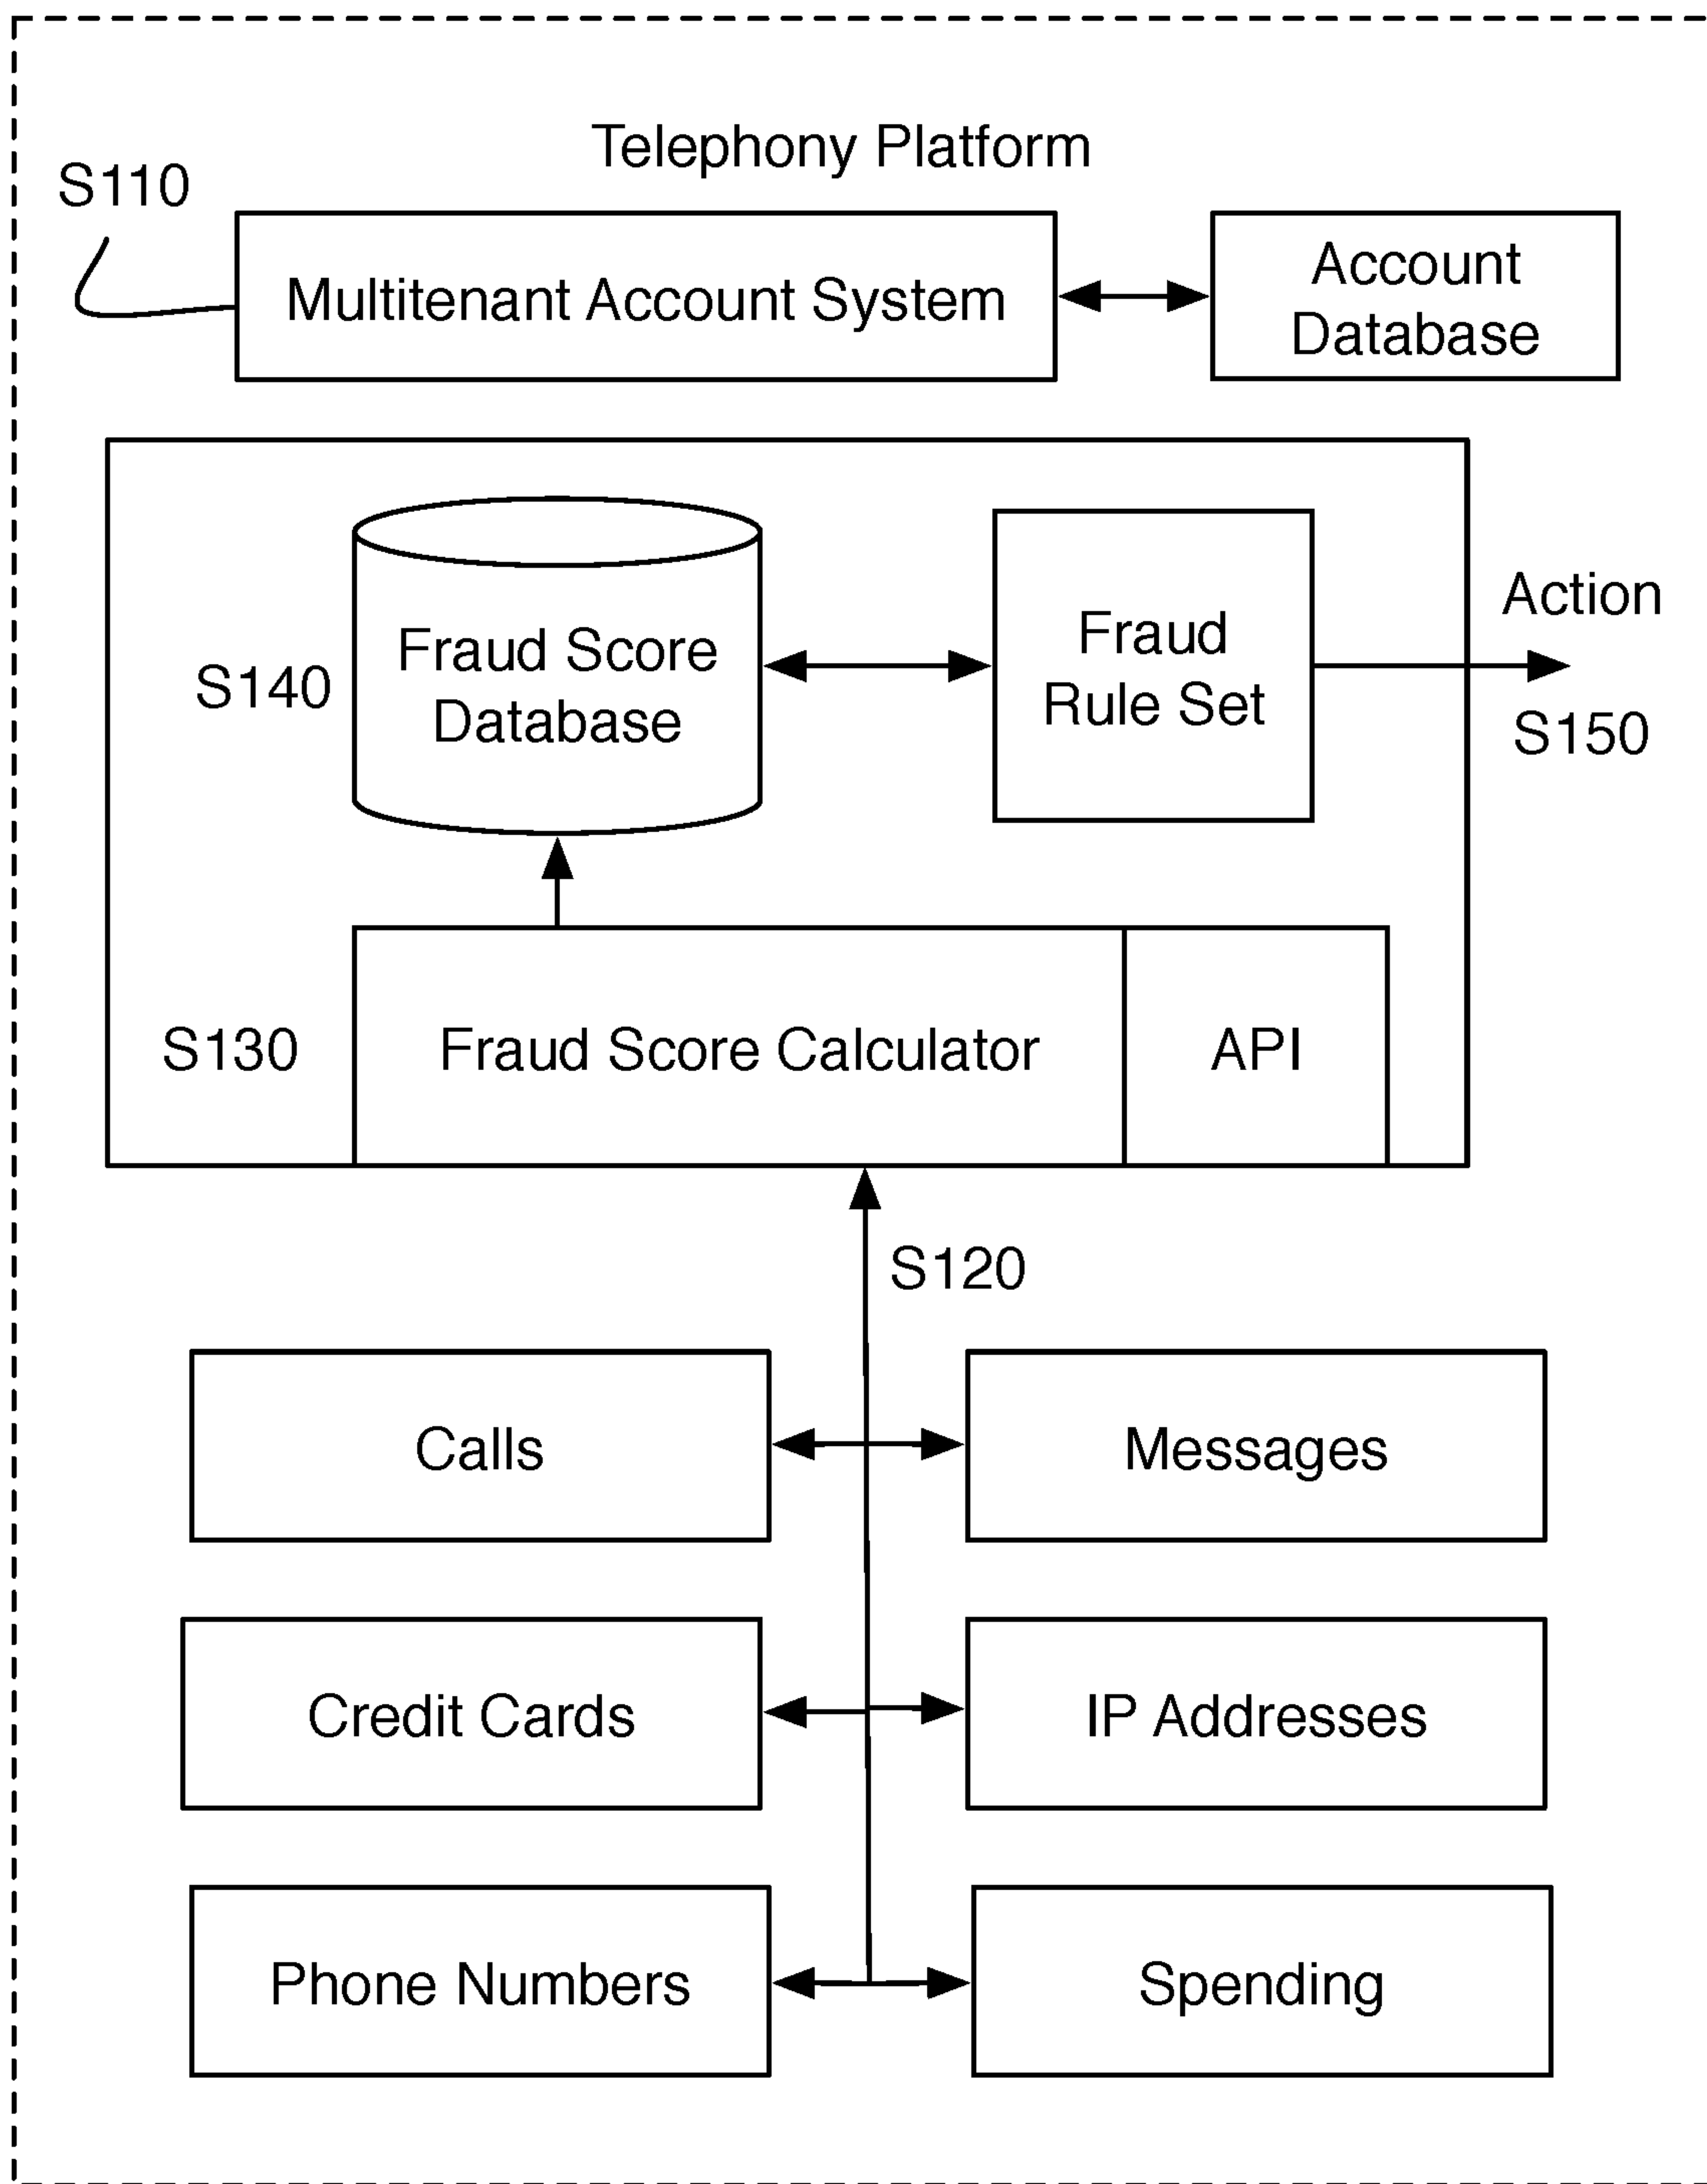 Telephony Platform
S110
Multitenant Account System
Account
Database
Fraud Score
Database
S140
Fraud
Rule Set
Action
S150
S130
Fraud Score Calculator
API
S120
Calls
Messages
Credit Cards
IP Addresses
Phone Numbers
Spending